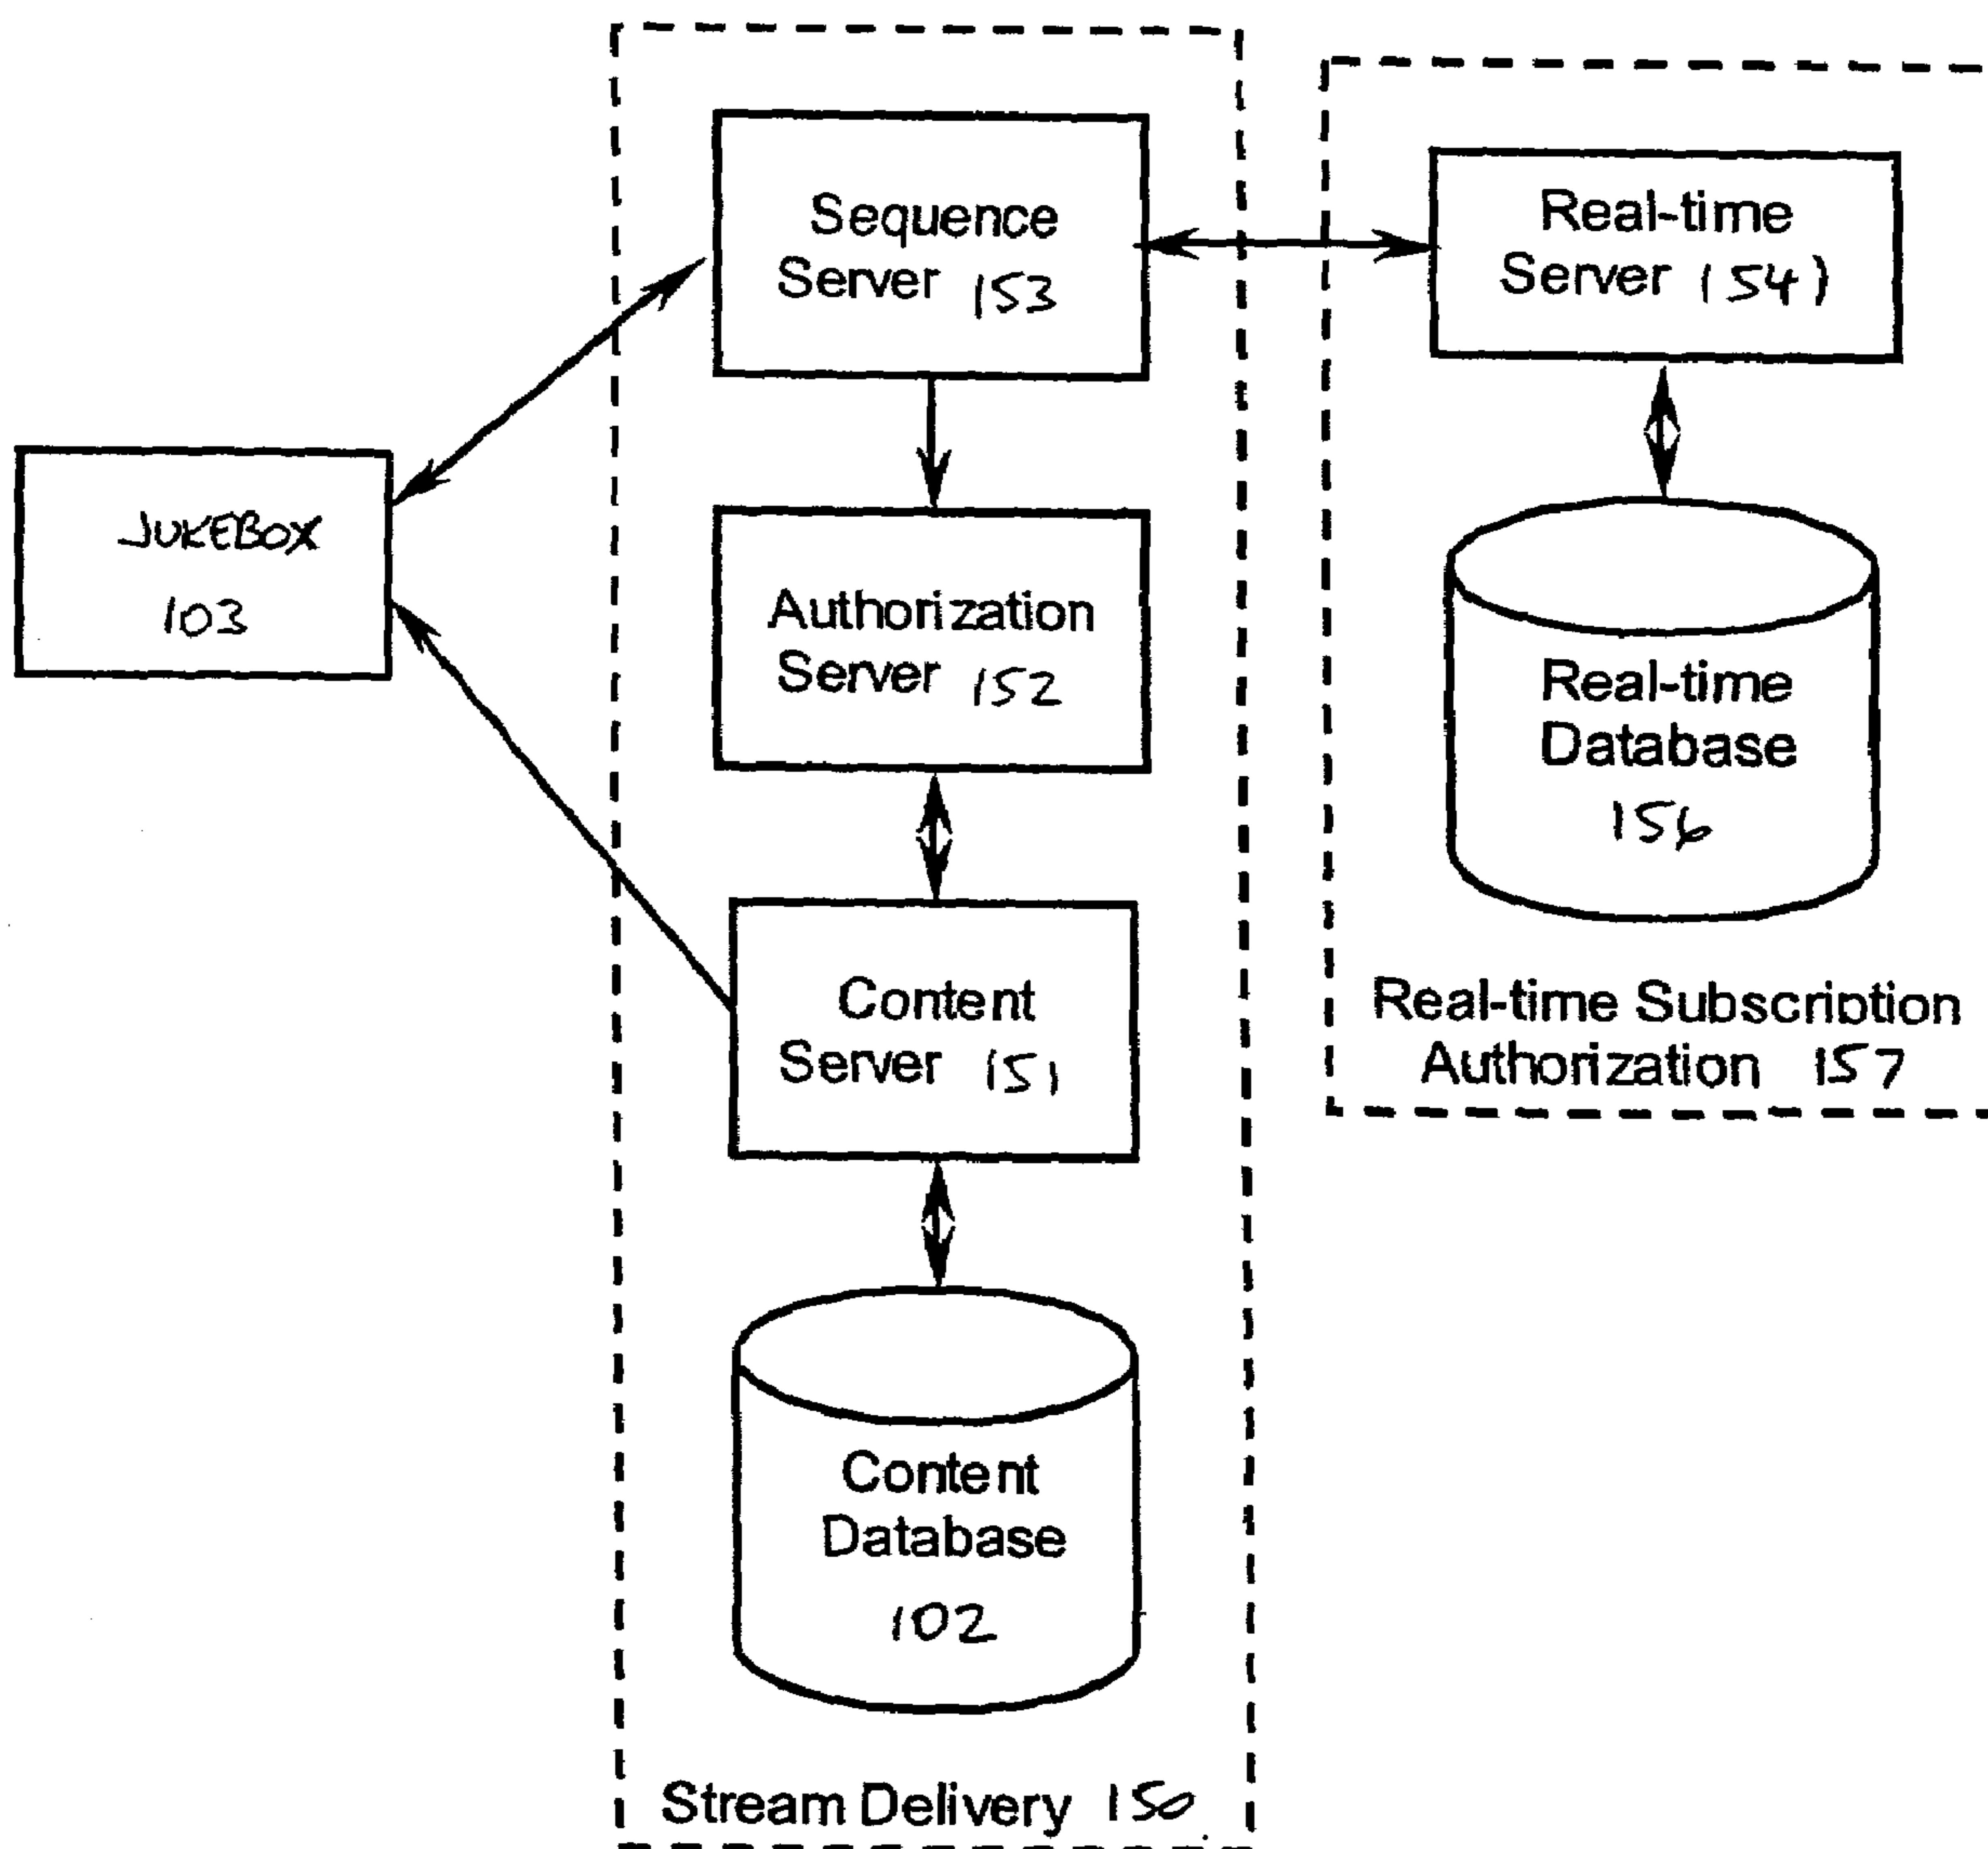 Sequence
Server 153
Real-time
Server 154)
JUKEBOX
103
Authorization
Server 152
Real-time
Database
156
Content
Server 151
Real-time Subscription
Authorization 157
Content
Database
102
Stream Delivery 150